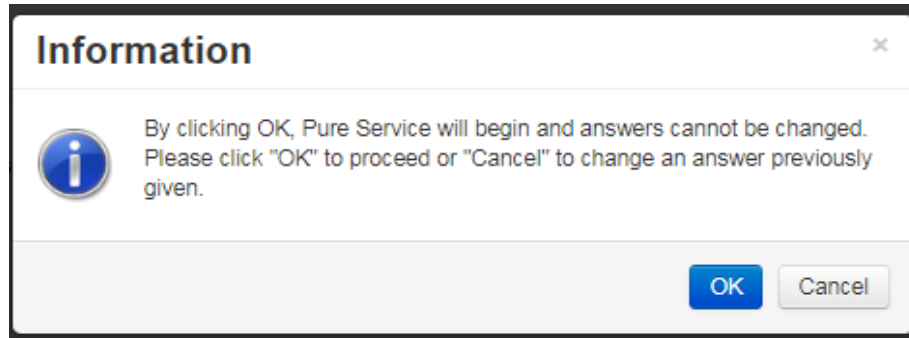 Information
×
By clicking OK, Pure Service will begin and answers cannot be changed.
Please click "OK" to proceed or "Cancel" to change an answer previously
given.
OK
Cancel